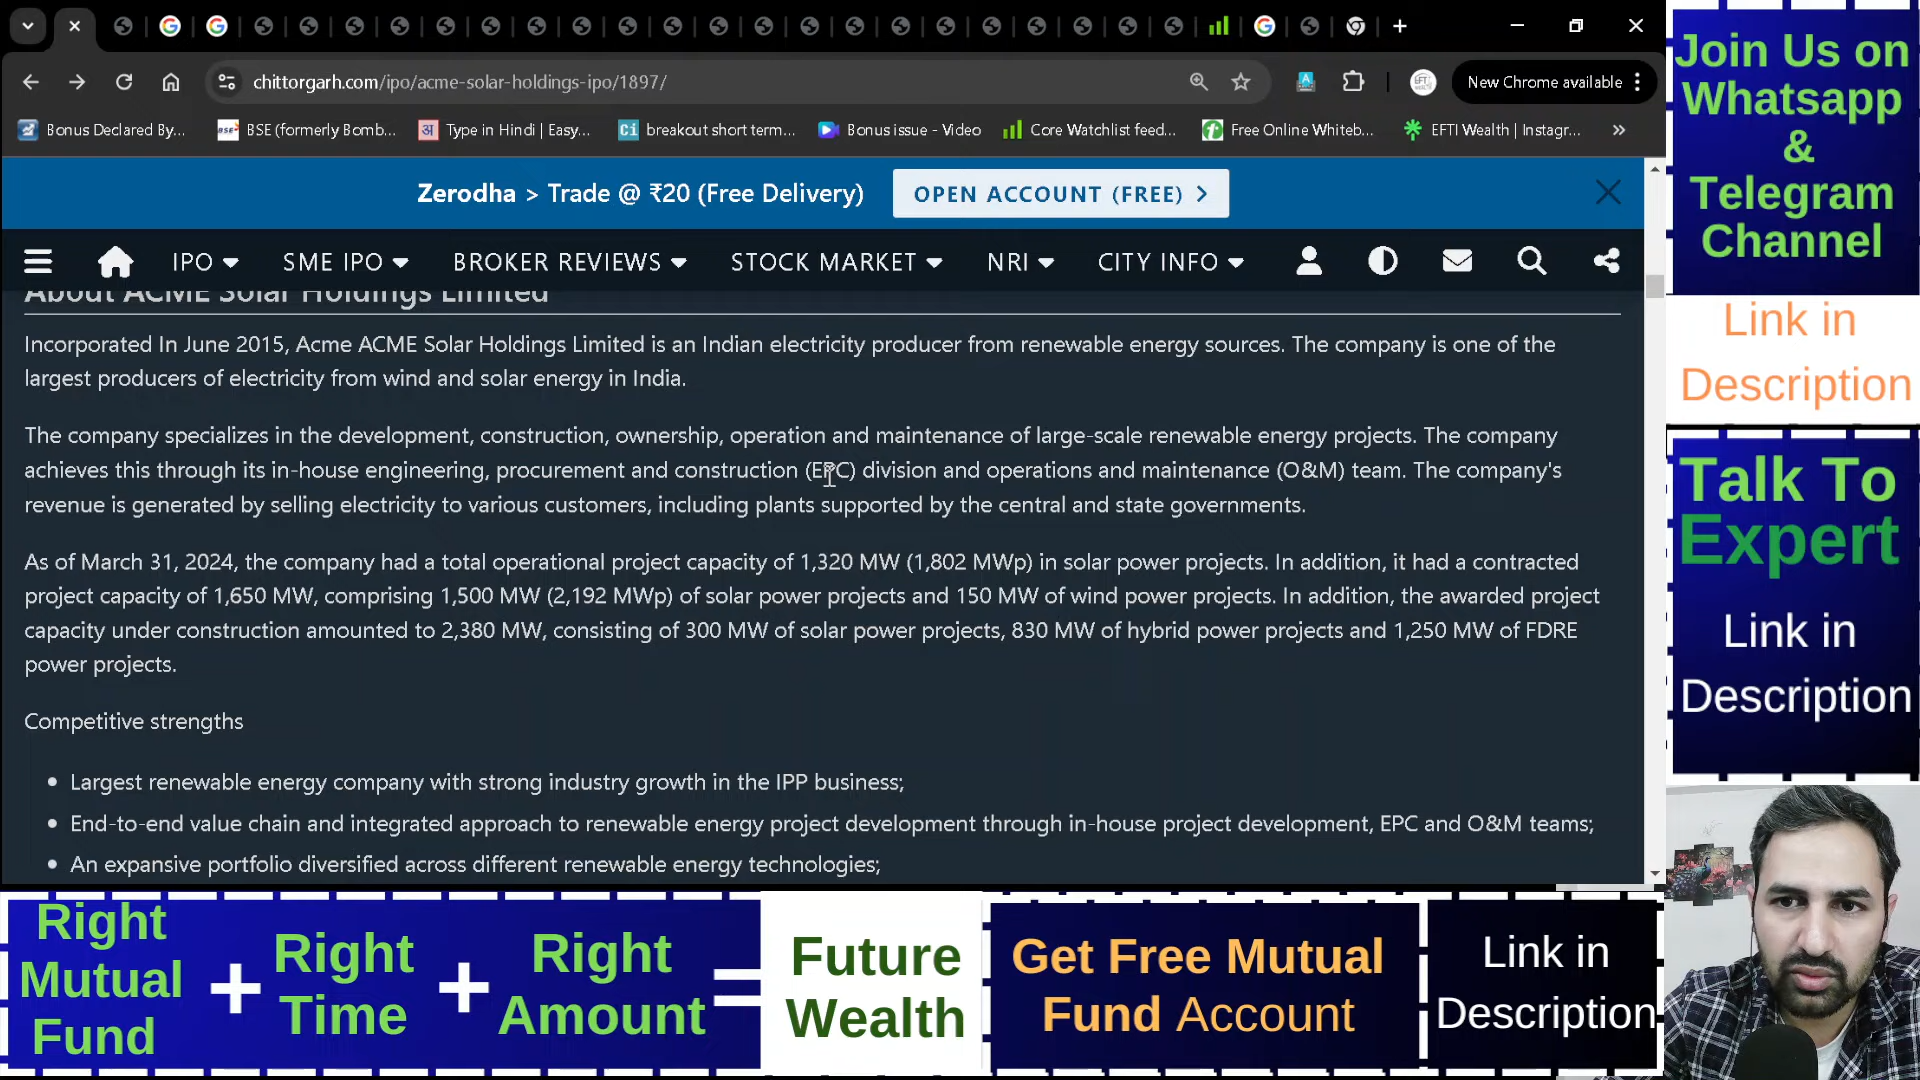 chittorgarh.com/ipo/acme-solar-holdings-ipo/1897/
New Chrome available
Bonus Declared By...
BSE (formerly Bomb...
Type in Hindi | Easy...
breakout short term...
Bonus issue - Video
Core Watchlist feed...
Free Online Whiteb...
EFTI Wealth | Instagr...
Zerodha > Trade @ ₹20 (Free Delivery)
OPEN ACCOUNT (FREE)
IPO
SME IPO
BROKER REVIEWS
STOCK MARKET
NRI
CITY INFO
About ACME Solar Holdings Limited
Incorporated In June 2015, Acme ACME Solar Holdings Limited is an Indian electricity producer from renewable energy sources. The company is one of the
largest producers of electricity from wind and solar energy in India.
The company specializes in the development, construction, ownership, operation and maintenance of large-scale renewable energy projects. The company
achieves this through its in-house engineering, procurement and construction (EPC) division and operations and maintenance (O&M) team. The company's
revenue is generated by selling electricity to various customers, including plants supported by the central and state governments.
As of March 31, 2024, the company had a total operational project capacity of 1,320 MW (1,802 MWp) in solar power projects. In addition, it had a contracted
project capacity of 1,650 MW, comprising 1,500 MW (2,192 MWp) of solar power projects and 150 MW of wind power projects. In addition, the awarded project
capacity under construction amounted to 2,380 MW, consisting of 300 MW of solar power projects, 830 MW of hybrid power projects and 1,250 MW of FDRE
power projects.
Competitive strengths
Largest renewable energy company with strong industry growth in the IPP business;
End-to-end value chain and integrated approach to renewable energy project development through in-house project development, EPC and O&M teams;
An expansive portfolio diversified across different renewable energy technologies;
Join Us on
Whatsapp
&
Telegram
Channel
Link in
Description
Talk To
Expert
Link in
Description
Right
Mutual
Fund
+
Right
Time
+
Right
Amount
=
Future
Wealth
Get Free Mutual
Fund Account
Link in
Description